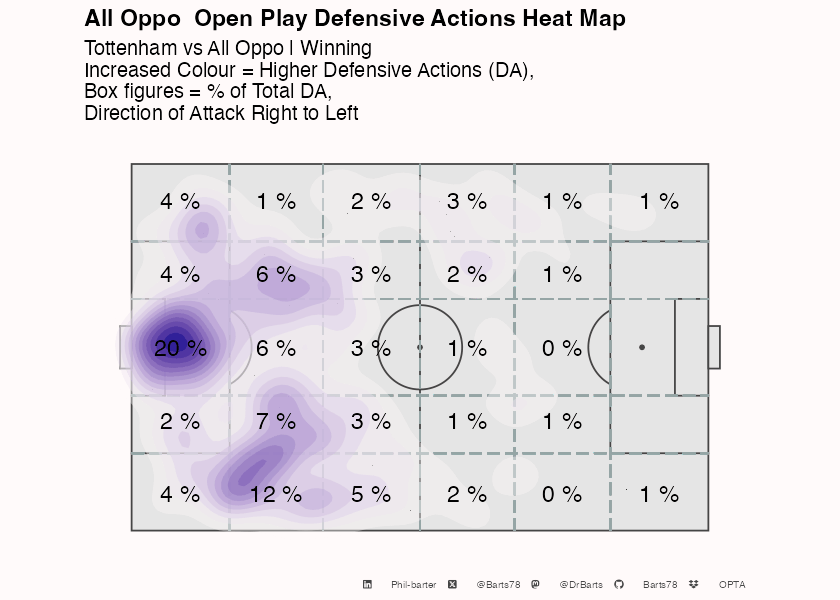 All Oppo  Open Play Defensive Actions Heat Map
Tottenham vs All Oppo | Winning
Increased Colour = Higher Defensive Actions (DA),
Box figures = % of Total DA,
Direction of Attack Right to Left
4 % 1 % 2 % 3 % 1 % 1 %
4 % 6 % 3 % 2 % 1 %
20 % 6 % 3 % 1 % 0 %
2 % 7 % 3 % 1 % 1 %
4 % 12 % 5 % 2 % 0 % 1 %
Phil-barter @Barts78 @DrBarts Barts78 OPTA